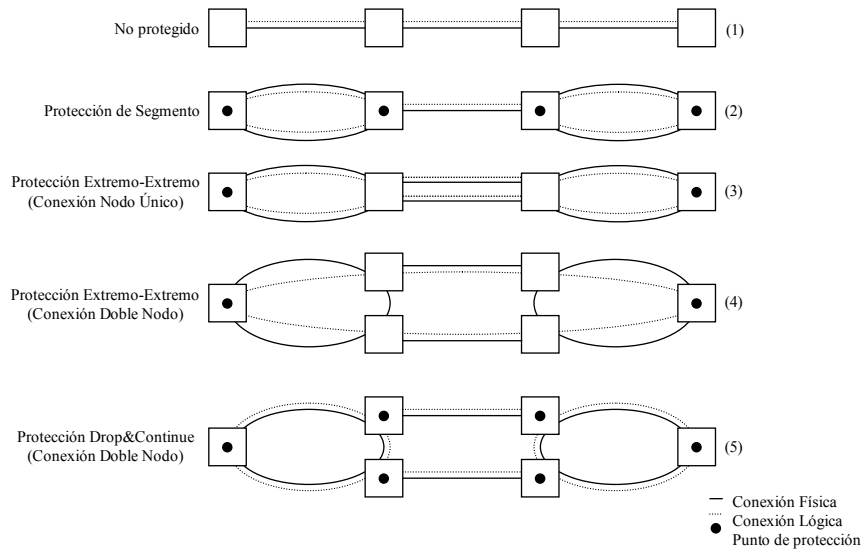 No protegido
(1)
Protección de Segmento
(2)
Protección Extremo-Extremo
(Conexión Nodo Único)
(3)
Protección Extremo-Extremo
(Conexión Doble Nodo)
(4)
Protección Drop&Continue
(Conexión Doble Nodo)
(5)
Conexión Física
Conexión Lógica
Punto de protección